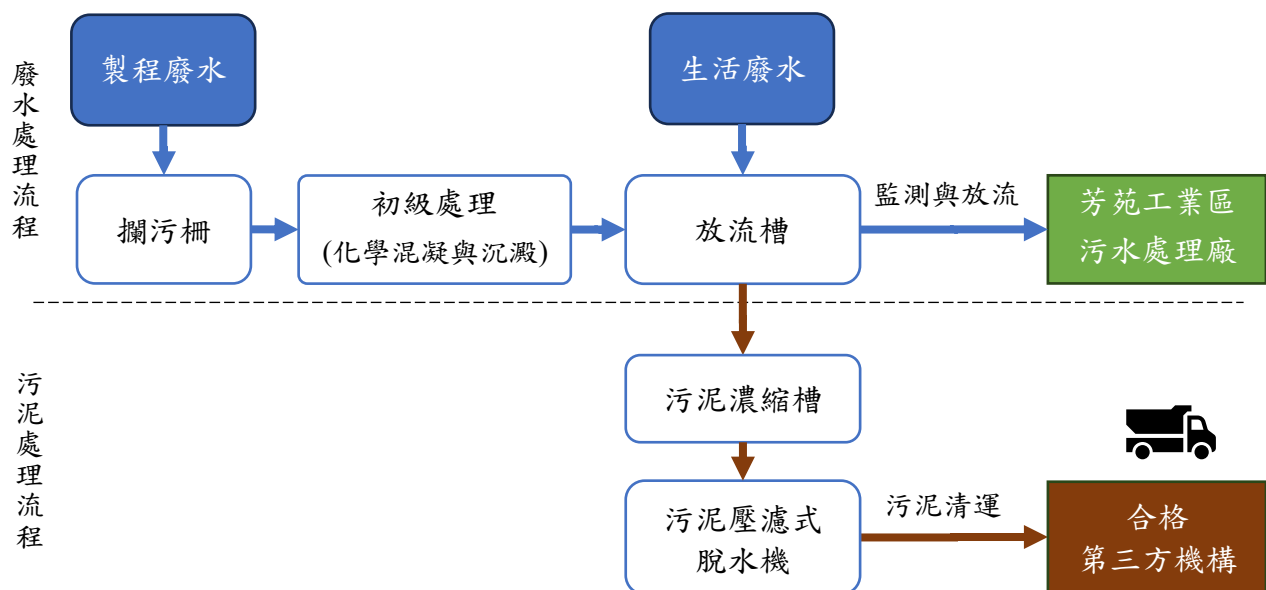 廢水處理流程
製程廢水
生活廢水
攔污柵
初級處理
(化學混凝與沉澱)
放流槽
監測與放流
芳苑工業區
污水處理廠
污泥處理流程
污泥濃縮槽
污泥壓濾式
脫水機
污泥清運
合格
第三方機構